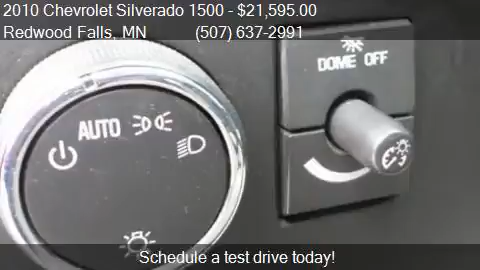 2010 Chevrolet Silverado 1500 - $21,595.00
Redwood Falls, MN (507) 637-2991
DOME OFF
AUTO
Schedule a test drive today!